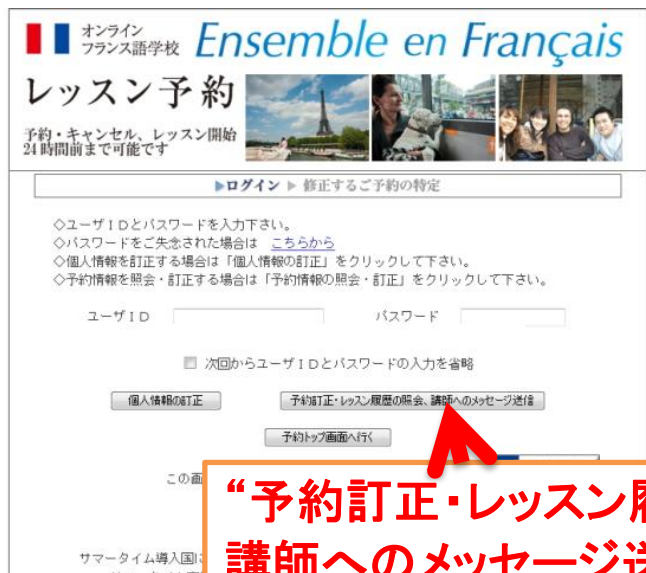 オンライン
フランス語学校 Ensemble en Français
レッスン予約
予約・キャンセル、レッスン開始
24時間前まで可能です
▶ログイン ▶ 修正するご予約の特定
◇ユーザIDとパスワードを入力下さい。
◇パスワードをご失念された場合は こちらから
◇個人情報を訂正する場合は「個人情報の訂正」をクリックして下さい。
◇予約情報を照会・訂正する場合は「予約情報の照会・訂正」をクリックして下さい。
ユーザID パスワード
次回からユーザIDとパスワードの入力を省略
個人情報の訂正 予約訂正・レッスン履歴の照会、講師へのメッセージ送信
予約トップ画面へ行く
この画
“予約訂正・レッスン履
サマータイム導入国に
講師へのメッセージ送